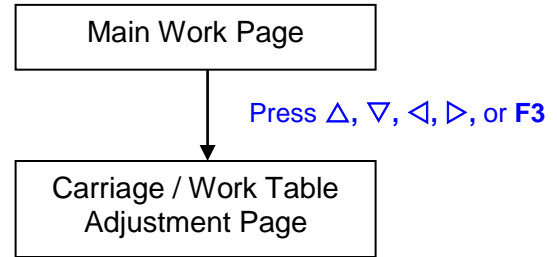 Main Work Page
Press △, ▽, ◁, ▷, or F3
Carriage / Work Table
Adjustment Page